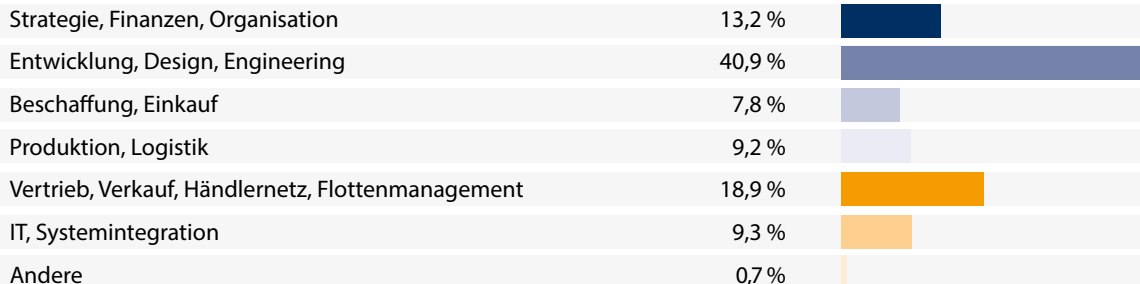 Strategie, Finanzen, Organisation 13,2 %
Entwicklung, Design, Engineering 40,9 %
Beschaffung, Einkauf 7,8 %
Produktion, Logistik 9,2 %
Vertrieb, Verkauf, Händlernetz, Flottenmanagement 18,9 %
IT, Systemintegration 9,3 %
Andere 0,7 %